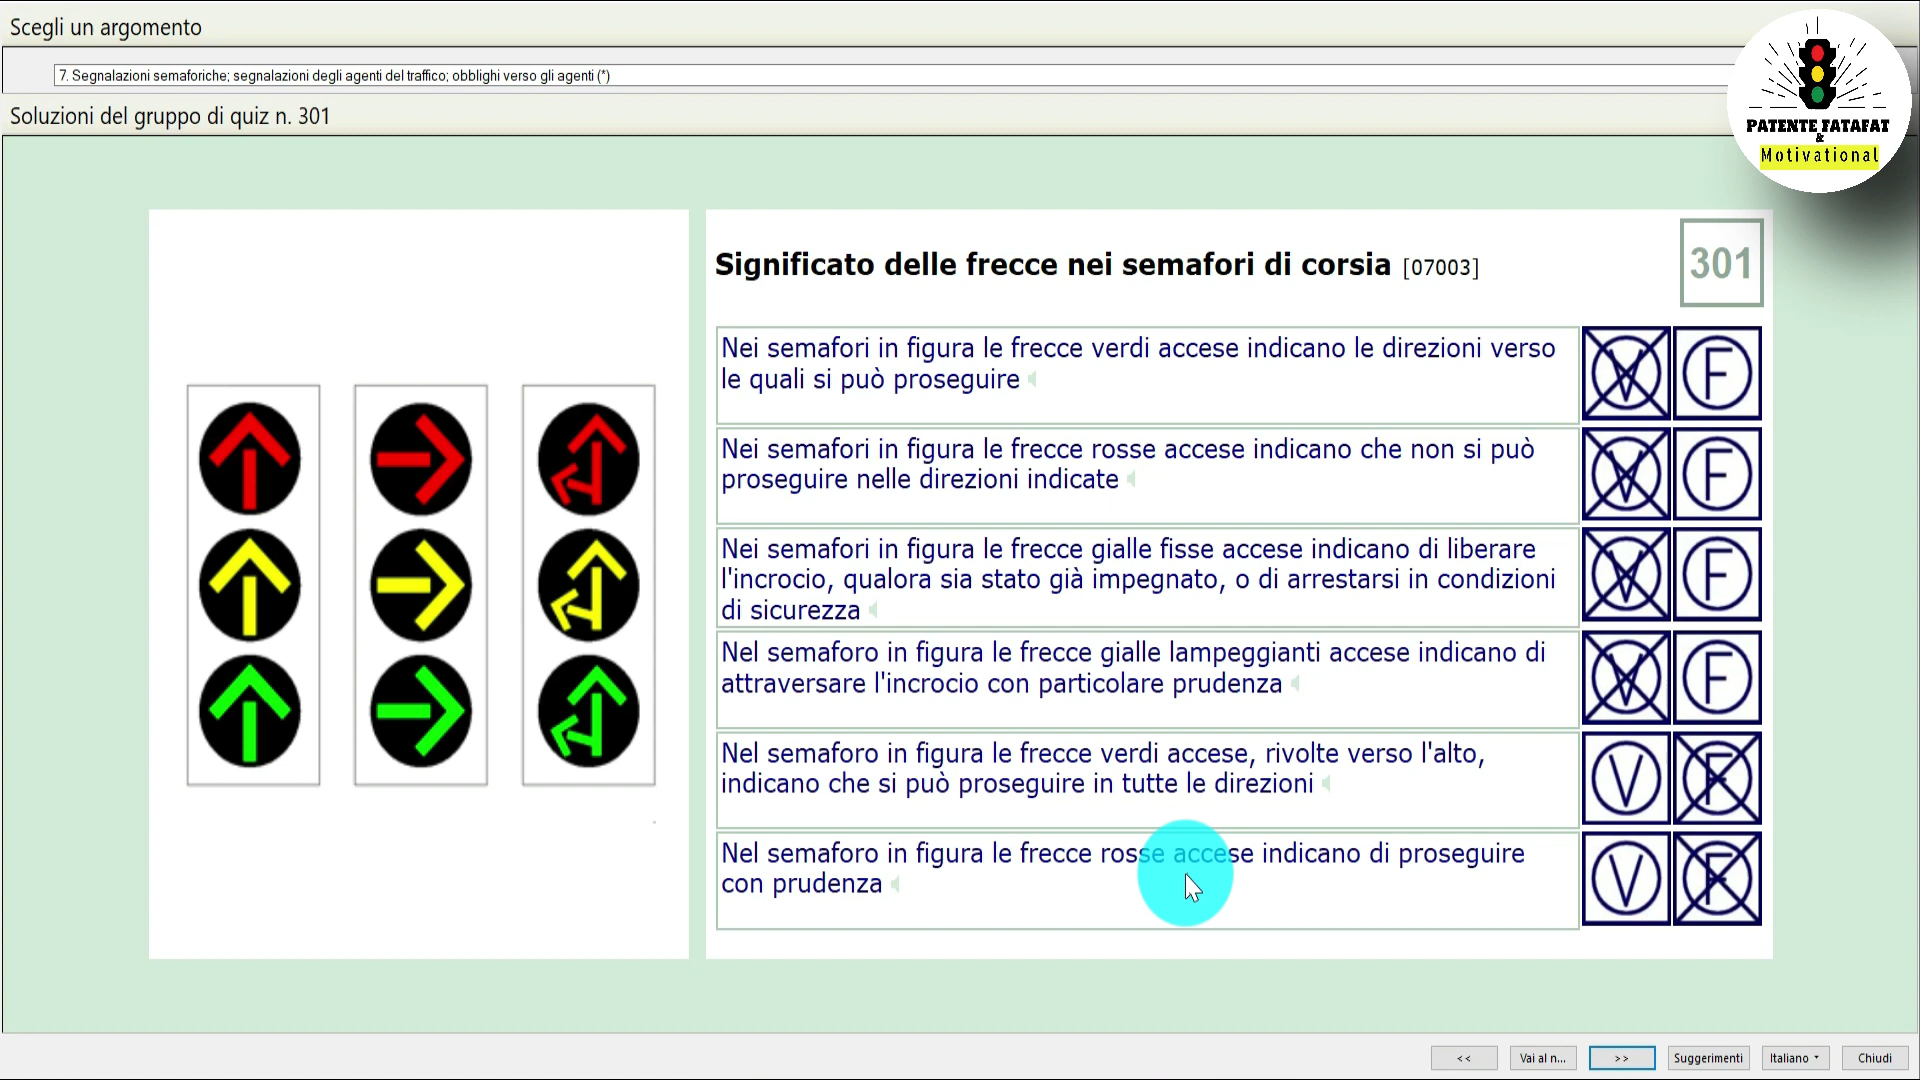 Scegli un argomento
7. Segnalazioni semaforiche; segnalazioni degli agenti del traffico; obblighi verso gli agenti (*)
Soluzioni del gruppo di quiz n. 301
PATENTE FATAFAT
&
Motivational
Significato delle frecce nei semafori di corsia [07003]
301
Nei semafori in figura le frecce verdi accese indicano le direzioni verso
le quali si può proseguire
V F
Nei semafori in figura le frecce rosse accese indicano che non si può
proseguire nelle direzioni indicate
V F
Nei semafori in figura le frecce gialle fisse accese indicano di liberare
l'incrocio, qualora sia stato già impegnato, o di arrestarsi in condizioni
di sicurezza
V F
Nel semaforo in figura le frecce gialle lampeggianti accese indicano di
attraversare l'incrocio con particolare prudenza
V F
Nel semaforo in figura le frecce verdi accese, rivolte verso l'alto,
indicano che si può proseguire in tutte le direzioni
V F
Nel semaforo in figura le frecce rosse accese indicano di proseguire
con prudenza
V F
<< Vai al n... >> Suggerimenti Italiano Chiudi